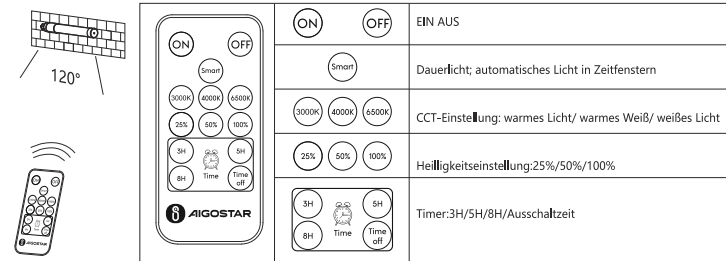 120°
ON OFF
Smart
3000K 4000K 6500K
25% 50% 100%
3H 5H
8H Time Time off
AIGOSTAR
ON OFF EIN AUS
Smart Dauerlicht; automatisches Licht in Zeitfenstern
3000K 4000K 6500K CCT-Einstellung: warmes Licht/ warmes Weiß/ weißes Licht
25% 50% 100% Heilligkeitseinstellung:25%/50%/100%
3H 5H Timer:3H/5H/8H/Ausschaltzeit
8H Time Time off